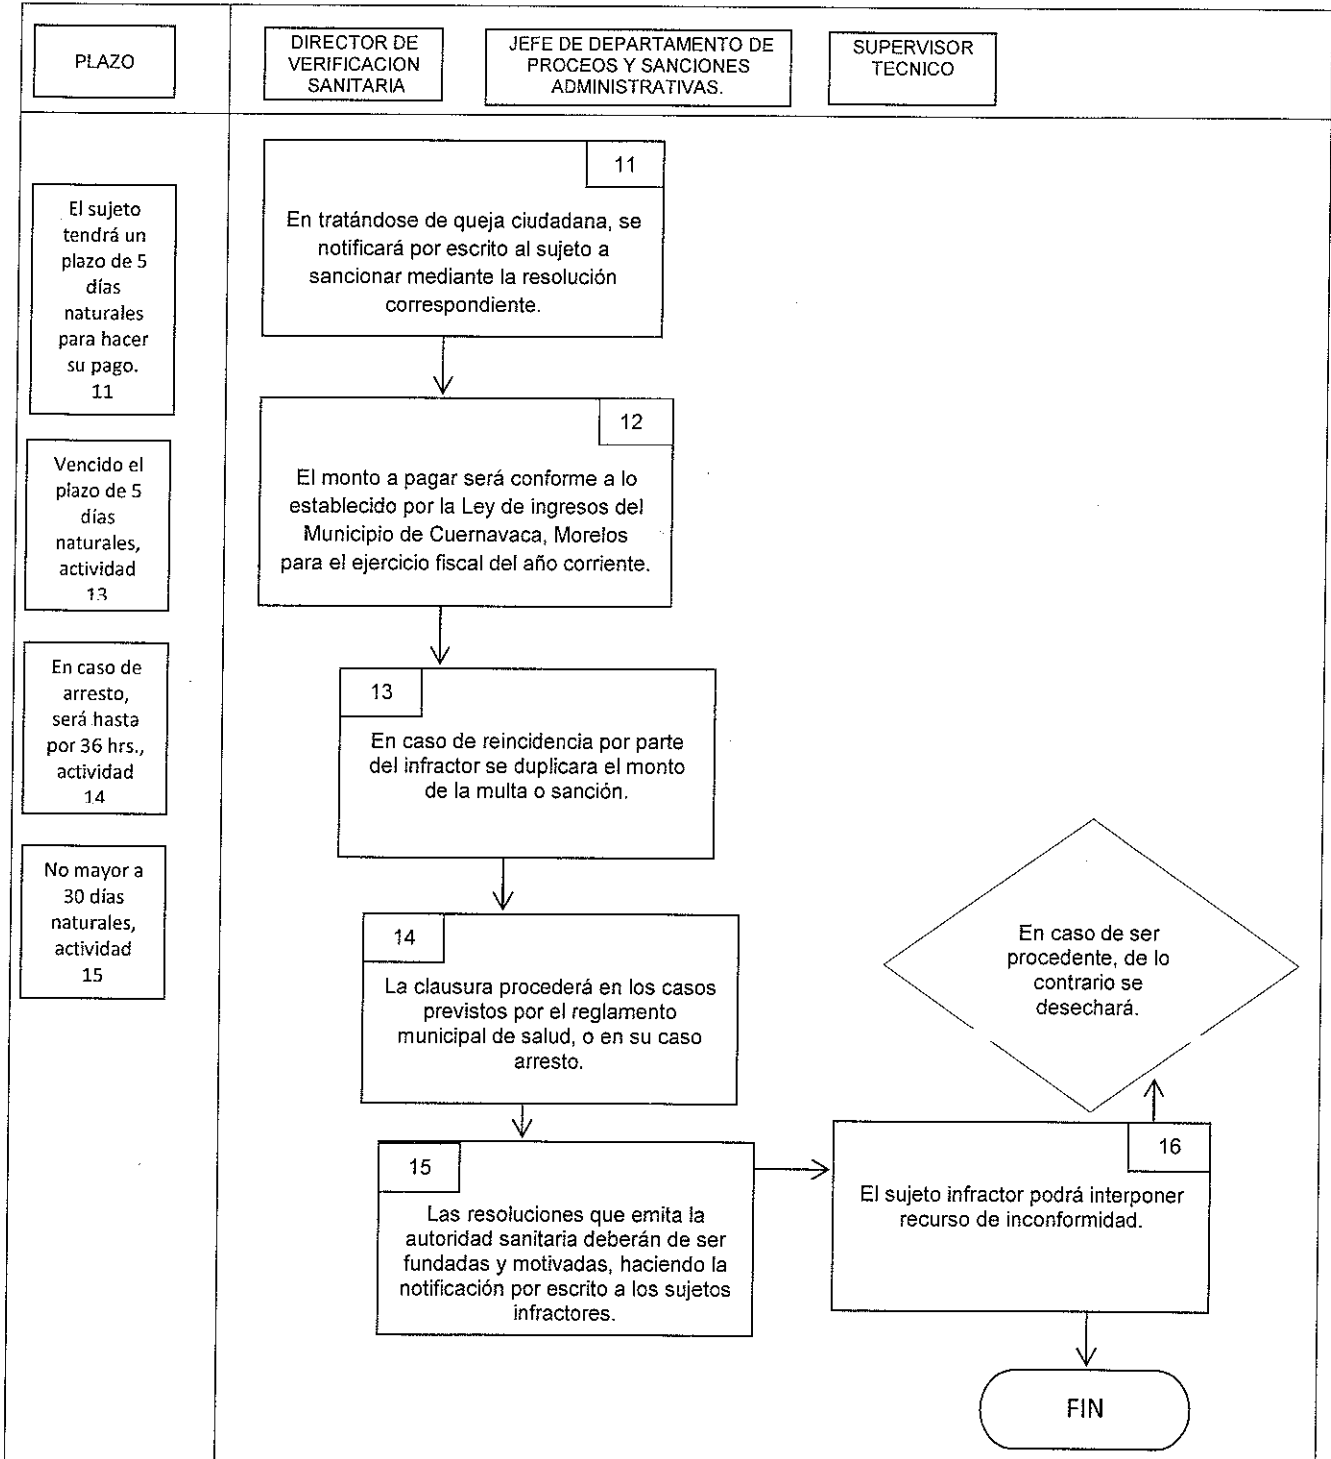 PLAZO
DIRECTOR DE
VERIFICACION
SANITARIA
JEFE DE DEPARTAMENTO DE
PROCEOS Y SANCIONES
ADMINISTRATIVAS.
SUPERVISOR
TECNICO
El sujeto
tendrá un
plazo de 5
días
naturales
para hacer
su pago.
11
Vencido el
plazo de 5
días
naturales,
actividad
13
En caso de
arresto,
será hasta
por 36 hrs.,
actividad
14
No mayor a
30 días
naturales,
actividad
15
11
En tratándose de queja ciudadana, se
notificará por escrito al sujeto a
sancionar mediante la resolución
correspondiente.
12
El monto a pagar será conforme a lo
establecido por la Ley de ingresos del
Municipio de Cuernavaca, Morelos
para el ejercicio fiscal del año corriente.
13
En caso de reincidencia por parte
del infractor se duplicara el monto
de la multa o sanción.
14
La clausura procederá en los casos
previstos por el reglamento
municipal de salud, o en su caso
arresto.
15
Las resoluciones que emita la
autoridad sanitaria deberán de ser
fundadas y motivadas, haciendo la
notificación por escrito a los sujetos
infractores.
16
El sujeto infractor podrá interponer
recurso de inconformidad.
En caso de ser
procedente, de lo
contrario se
desechará.
FIN